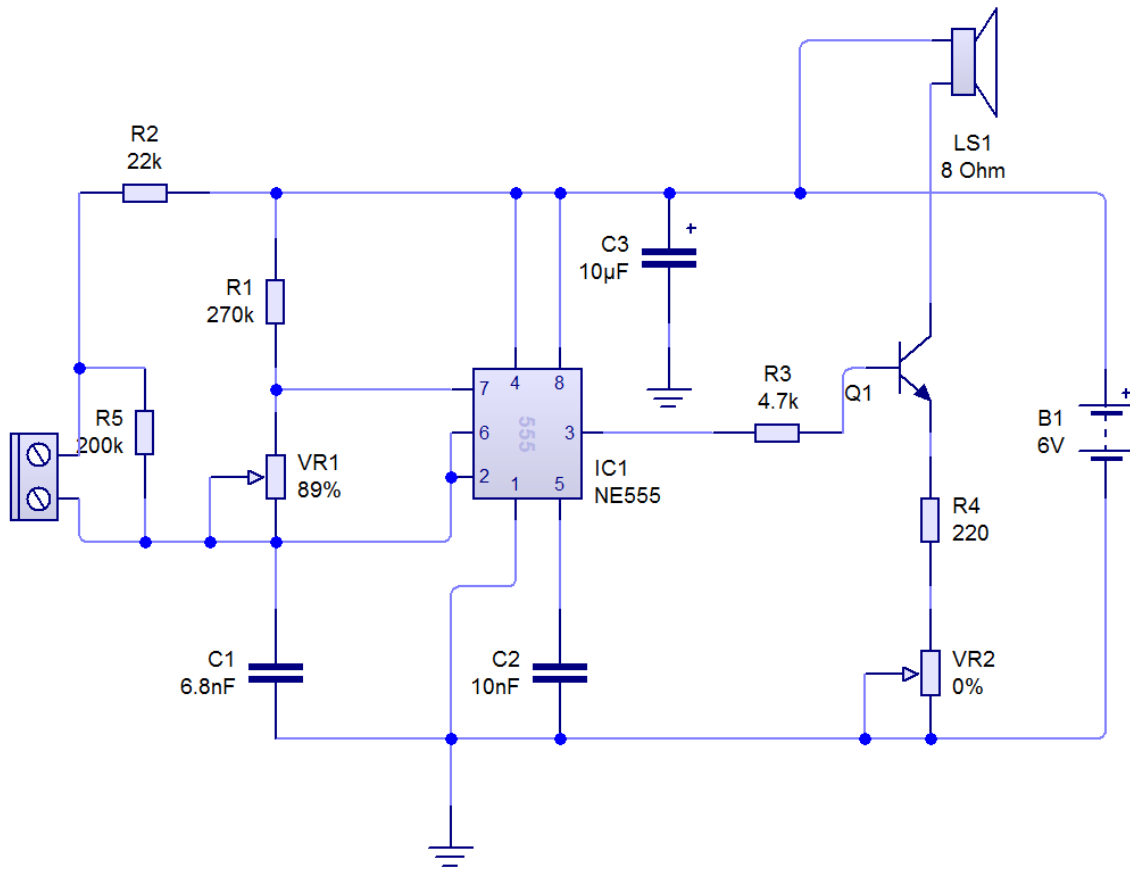 LS1
8 Ohm
R2
22k
C3
+
10µF
R1
270k
R5
200k
VR1
89%
7
4
8
6
555
3
2
1
5
IC1
NE555
R3
4.7k
Q1
B1
6V
+
R4
220
C1
6.8nF
C2
10nF
VR2
0%